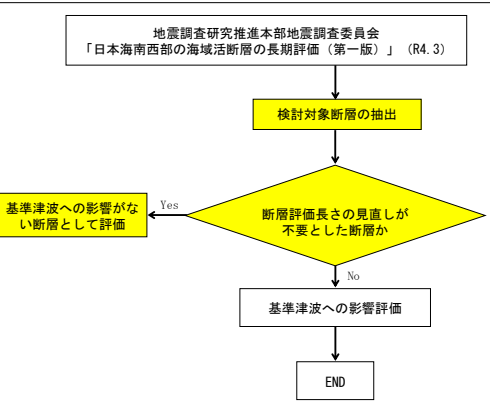 地震調査研究推進本部地震調査委員会
「日本海南西部の海域活断層の長期評価（第一版）」（R4.3）
検討対象断層の抽出
基準津波への影響がな
い断層として評価
Yes
断層評価長さの見直しが
不要とした断層か
No
基準津波への影響評価
END